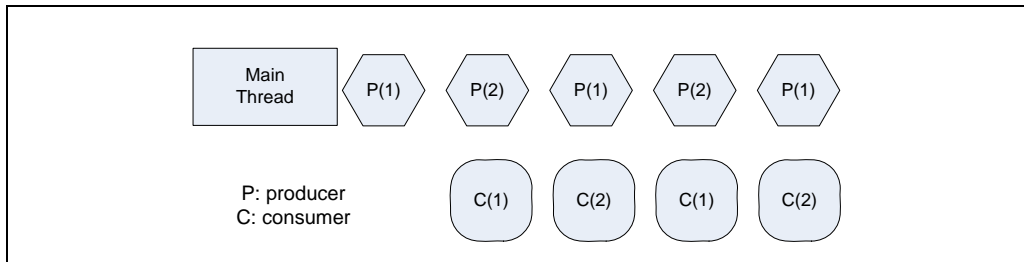 Main
Thread
P(1)
P(2)
P(1)
P(2)
P(1)
P: producer
C: consumer
C(1)
C(2)
C(1)
C(2)